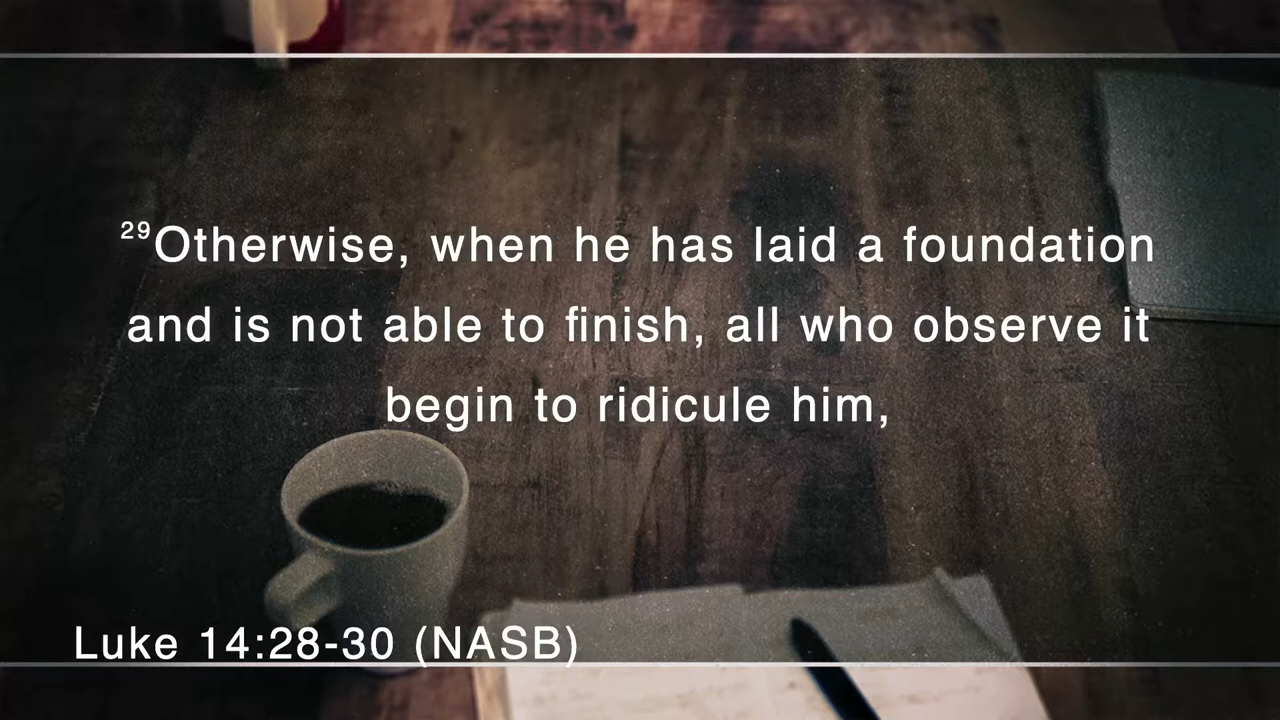 29Otherwise, when he has laid a foundation
and is not able to finish, all who observe it
begin to ridicule him,
Luke 14:28-30 (NASB)